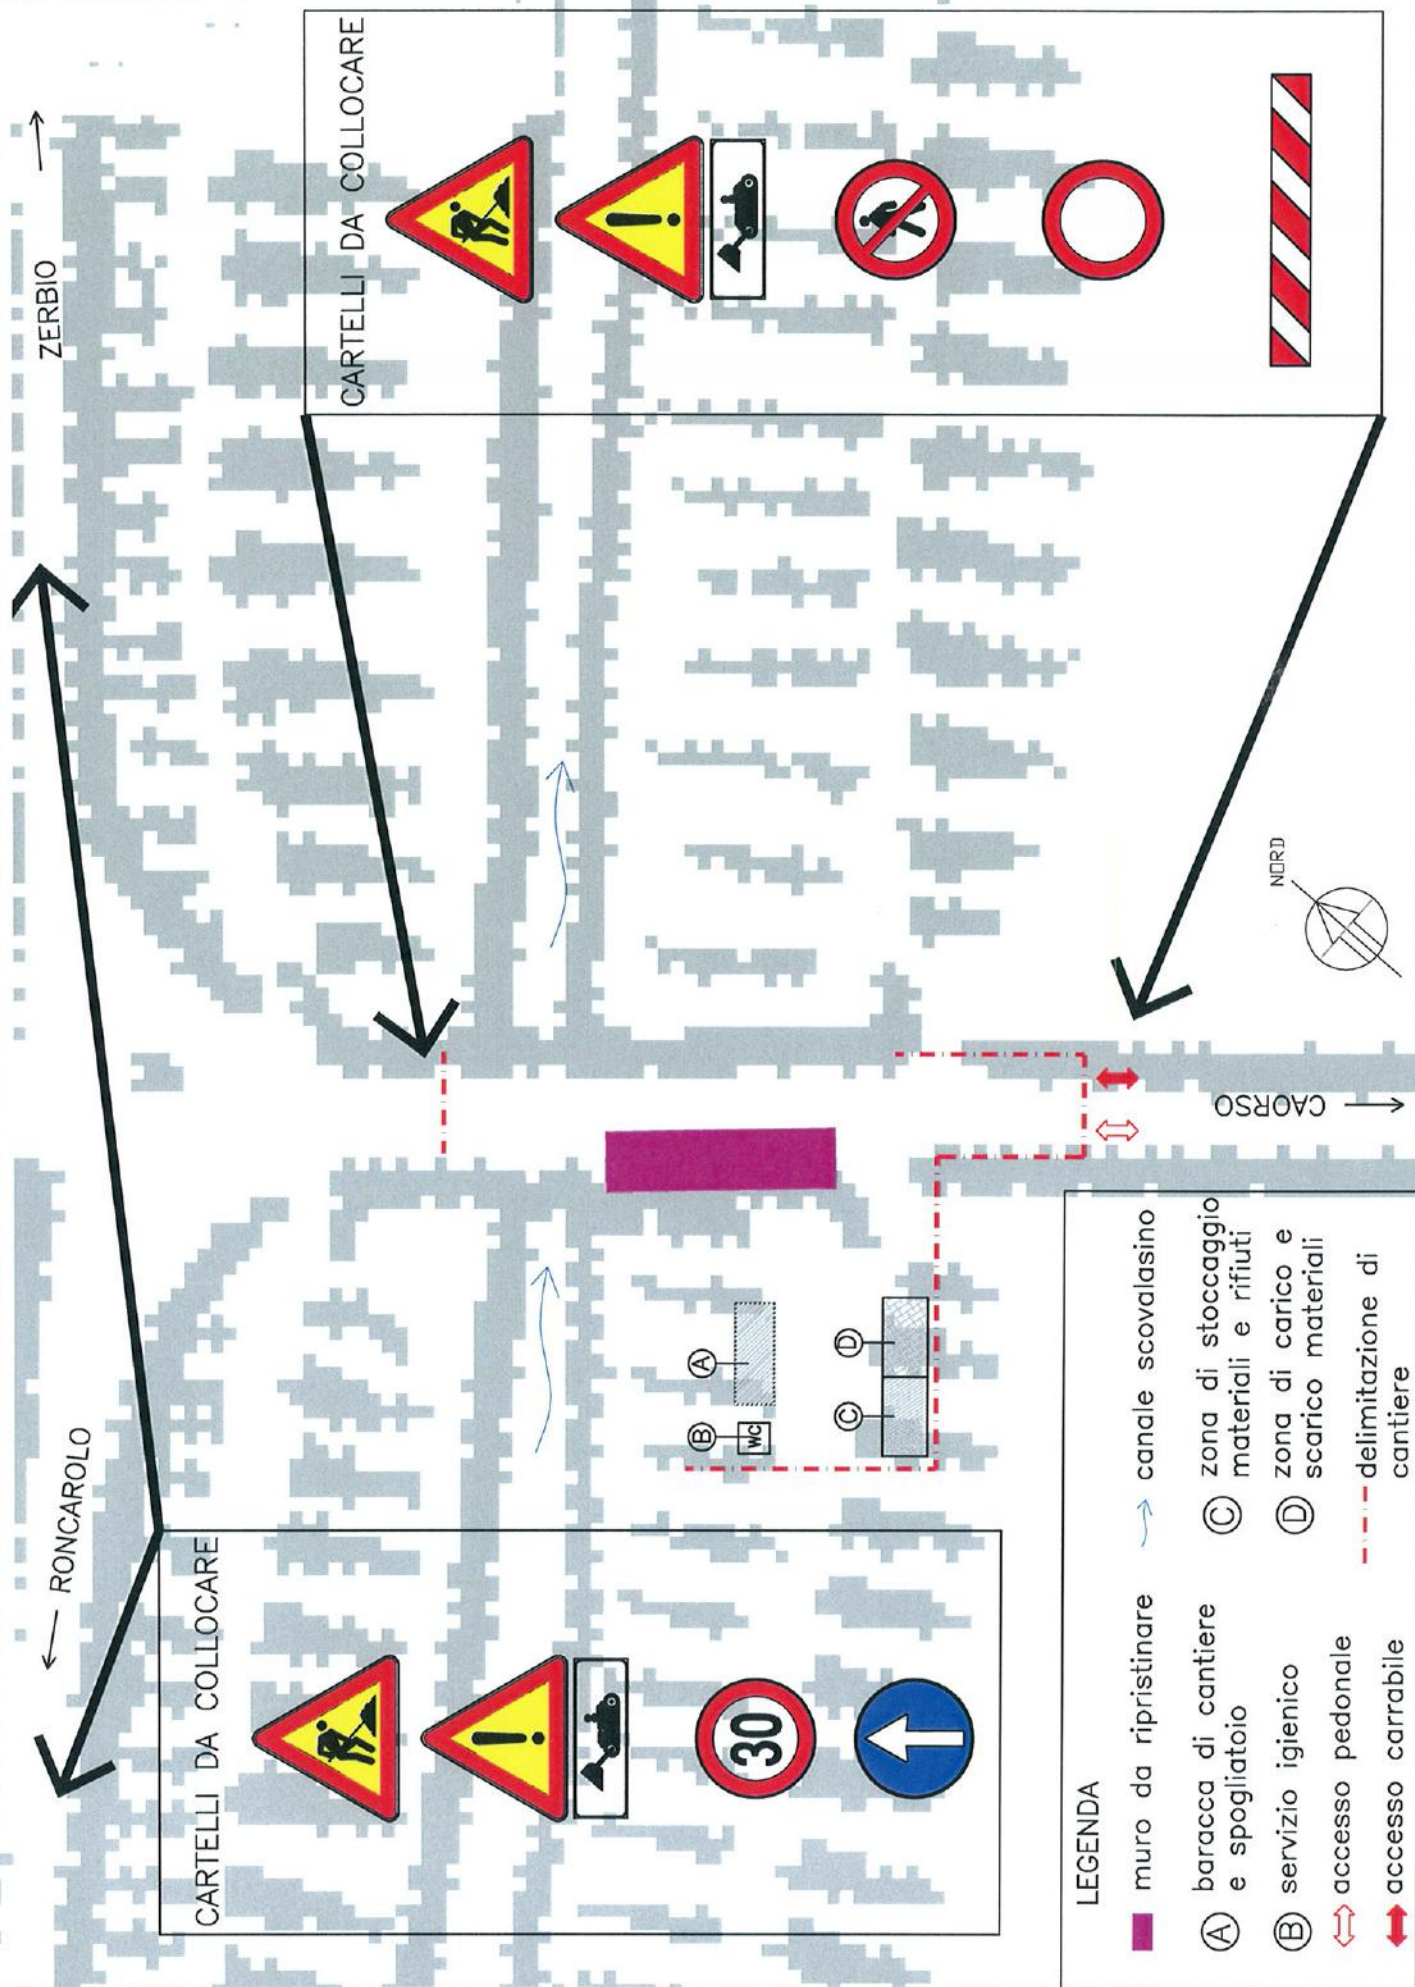 RONCAROLO
ZERBIO
CARTELLI DA COLLOCARE
30
CARTELLI DA COLLOCARE
B
A
WC
C
D
CAORSO
NORD
LEGENDA
muro da ripristinare
canale scovalasino
A baracca di cantiere
e spogliatoio
C zona di stoccaggio
materiali e rifiuti
B servizio igienico
D zona di carico e
scarico materiali
accesso pedonale
delimitazione di
cantiere
accesso carrabile